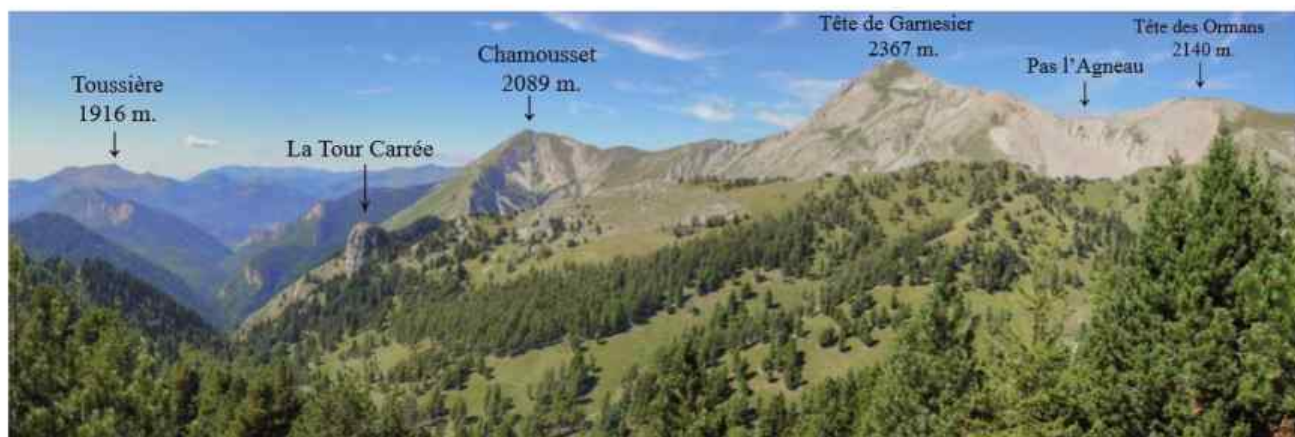 Toussière
1916 m.
La Tour Carrée
Chamousset
2089 m.
Tête de Garnesier
2367 m.
Pas l'Agneau
Tête des Ormans
2140 m.